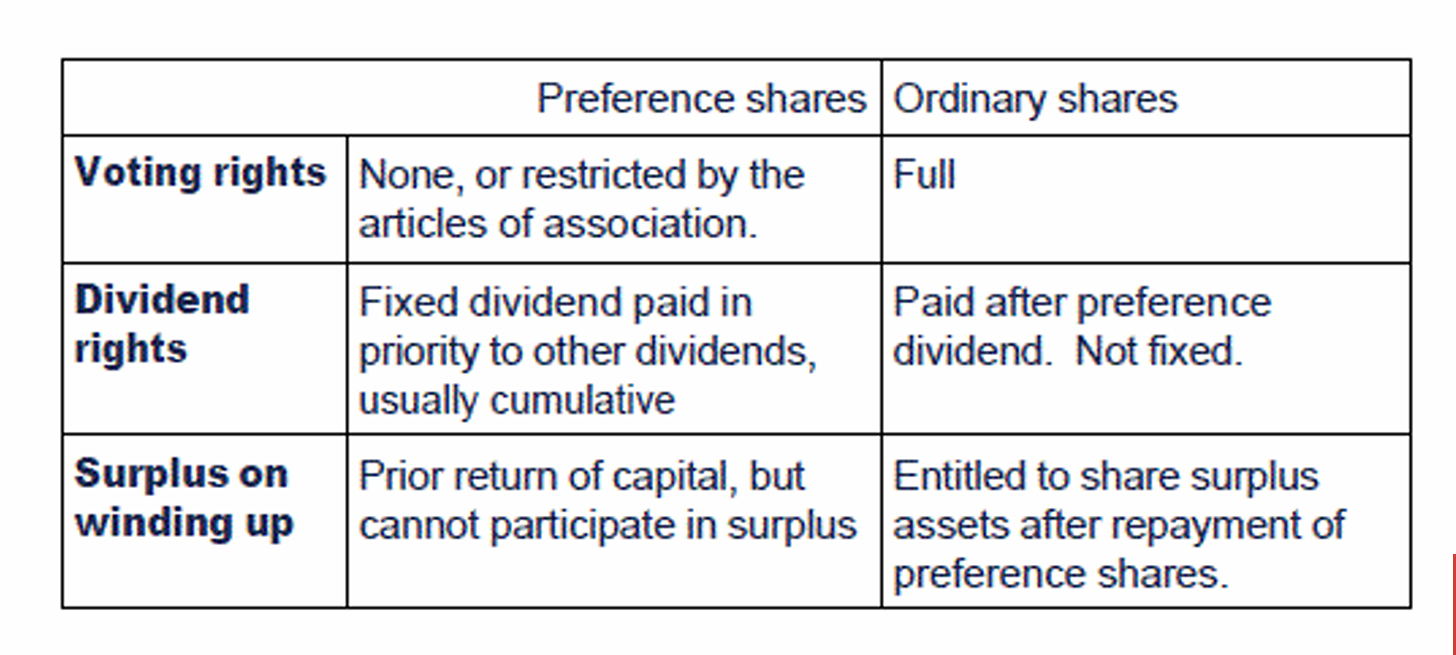 Preference shares
Ordinary shares
Voting rights
None, or restricted by the
articles of association.
Full
Dividend
rights
Fixed dividend paid in
priority to other dividends,
usually cumulative
Paid after preference
dividend.  Not fixed.
Surplus on
winding up
Prior return of capital, but
cannot participate in surplus
Entitled to share surplus
assets after repayment of
preference shares.